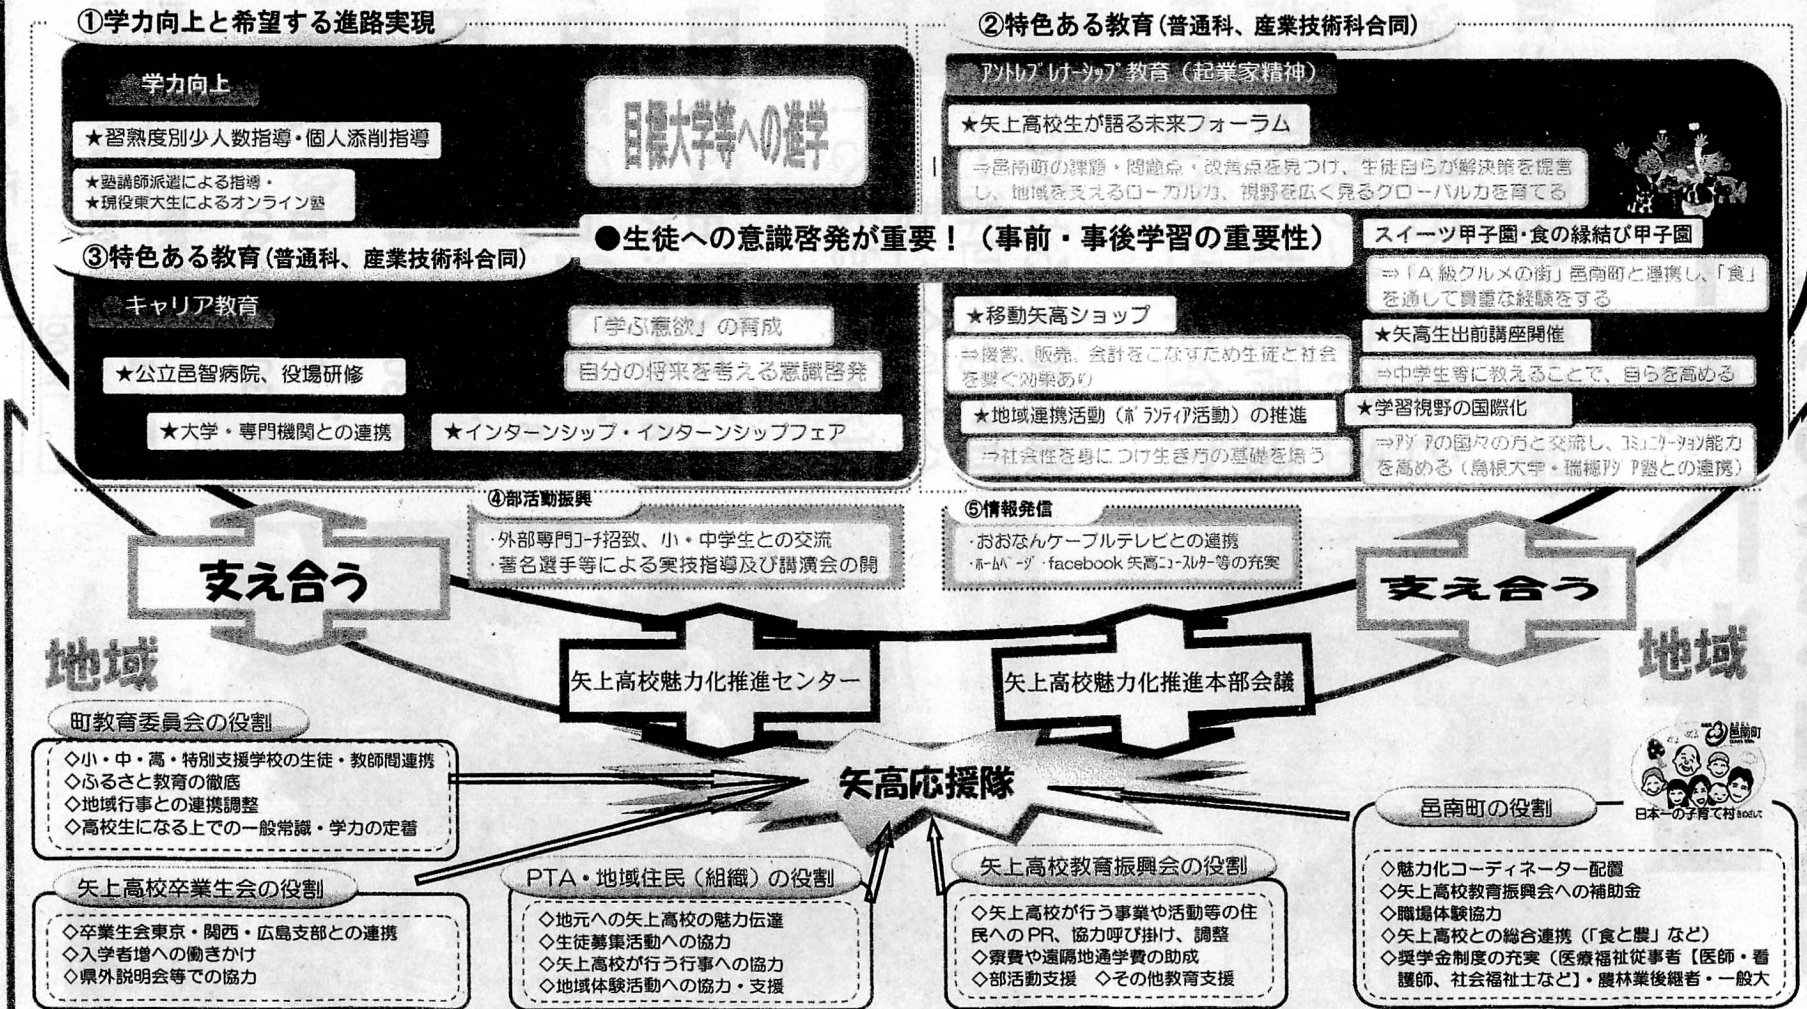 ①学力向上と希望する進路実現
学力向上
★習熟度別少人数指導・個人添削指導
★塾講師派遣による指導・
★現役東大生によるオンライン塾
目標大学等への進学
②特色ある教育(普通科、産業技術科合同)
アントレプレナーシップ教育(起業家精神)
★矢上高校生が語る未来フォーラム
⇒邑南町の課題・問題点・改善点を見つけ、生徒自らが解決策を提言
し、地域を支えるローカル力、視野を広く見るグローバル力を育てる
●生徒への意識啓発が重要!(事前・事後学習の重要性)
スイーツ甲子園・食の縁結び甲子園
⇒「A級グルメの街」邑南町と連携し、「食」
を通して貴重な経験をする
★移動矢高ショップ
⇒接客、販売、会計をこなすため生徒と社会
を繋ぐ効果あり
★矢高生出前講座開催
⇒中学生等に教えることで、自らを高める
★地域連携活動(ボランティア活動)の推進
⇒社会性を身につけ生き方の基礎を培う
★学習視野の国際化
⇒アジアの国々の方と交流し、コミュニケーション能力
を高める(島根大学・瑞穂アジア塾との連携)
③特色ある教育(普通科、産業技術科合同)
キャリア教育
「学ぶ意欲」の育成
自分の将来を考える意識啓発
★公立邑智病院、役場研修
★大学・専門機関との連携
★インターンシップ・インターンシップフェア
④部活動振興
・外部専門コーチ招致、小・中学生との交流
・著名選手等による実技指導及び講演会の開
⑤情報発信
・おおなんケーブルテレビとの連携
・ホームページ・facebook 矢高ニュースレター等の充実
支え合う
支え合う
地域
地域
矢上高校魅力化推進センター
矢上高校魅力化推進本部会議
矢高応援隊
町教育委員会の役割
◇小・中・高・特別支援学校の生徒・教師間連携
◇ふるさと教育の徹底
◇地域行事との連携調整
◇高校生になる上での一般常識・学力の定着
矢上高校卒業生会の役割
◇卒業生会東京・関西・広島支部との連携
◇入学者増への働きかけ
◇県外説明会等での協力
PTA・地域住民(組織)の役割
◇地元への矢上高校の魅力伝達
◇生徒募集活動への協力
◇矢上高校が行う行事への協力
◇地域体験活動への協力・支援
矢上高校教育振興会の役割
◇矢上高校が行う事業や活動等の住
民へのPR、協力呼び掛け、調整
◇寮費や遠隔地通学費の助成
◇部活動支援 ◇その他教育支援
邑南町
日本一の子育て村をめざして
邑南町の役割
◇魅力化コーディネーター配置
◇矢上高校教育振興会への補助金
◇職場体験協力
◇矢上高校との総合連携(「食と農」など)
◇奨学金制度の充実(医療福祉従事者【医師・看
護師、社会福祉士など】・農林業後継者・一般大